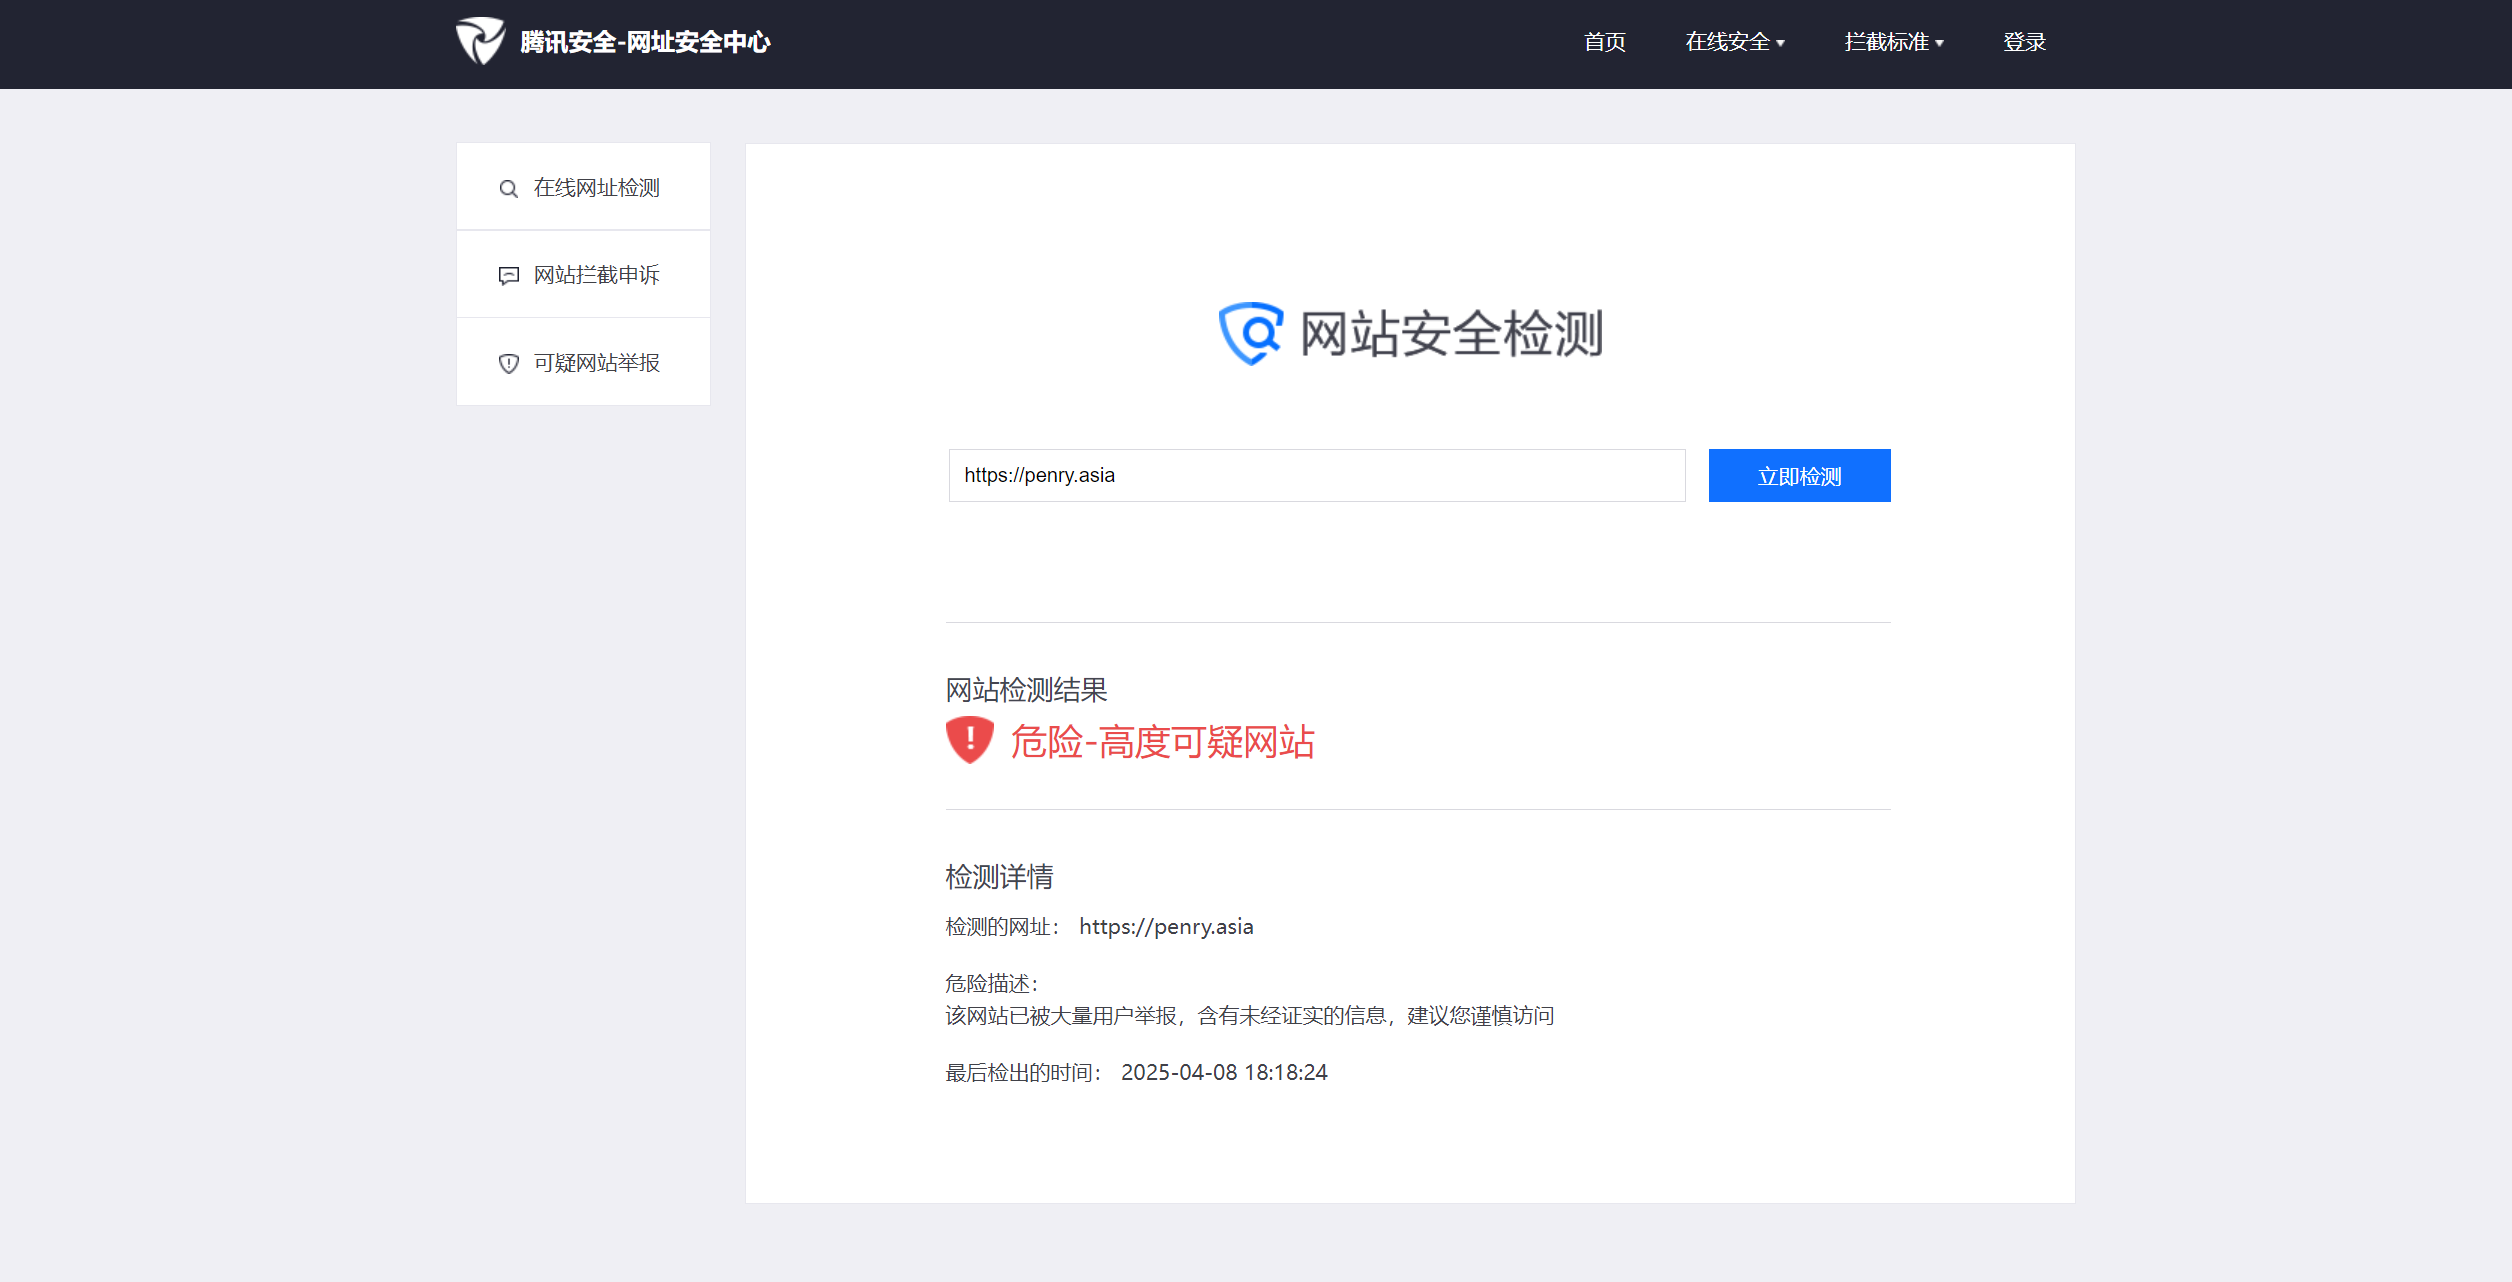 腾讯安全-网址安全中心
首页 在线安全 拦截标准 登录
在线网址检测
网站拦截申诉
可疑网站举报
网站安全检测
https://penry.asia 立即检测
网站检测结果
危险-高度可疑网站
检测详情
检测的网址： https://penry.asia
危险描述：
该网站已被大量用户举报，含有未经证实的信息，建议您谨慎访问
最后检出的时间： 2025-04-08 18:18:24